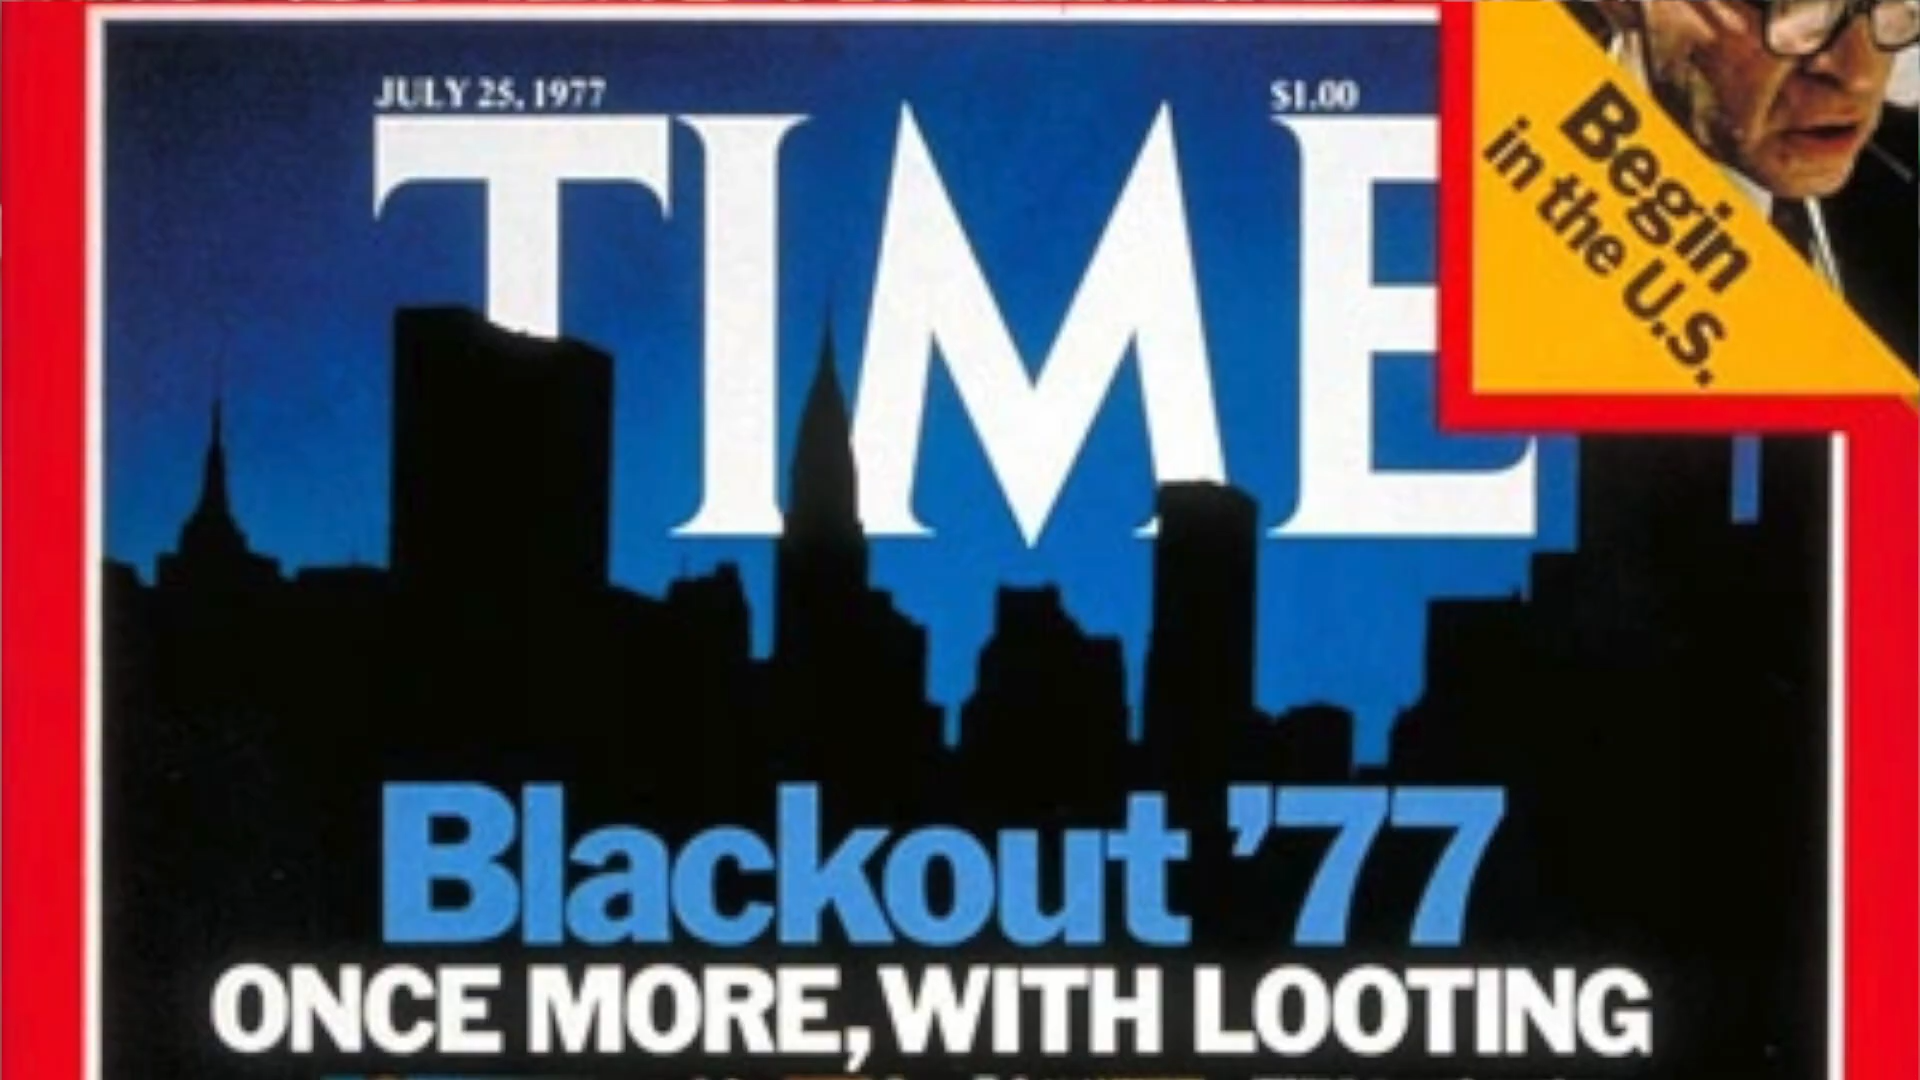 JULY 25, 1977
$1.00
TIME
Begin
in the U.S.
Blackout '77
ONCE MORE, WITH LOOTING